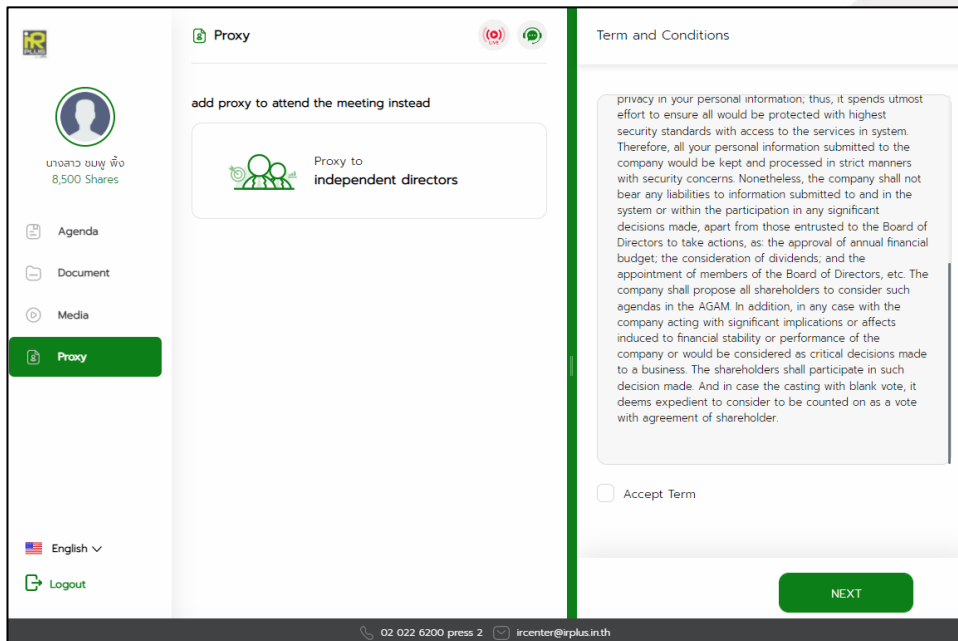 iR
PLUS
นางสาว ชมพู พิ้ง
8,500 Shares
Agenda
Document
Media
Proxy
English
Logout
Proxy
LIVE
add proxy to attend the meeting instead
Proxy to
independent directors
Term and Conditions
privacy in your personal information; thus, it spends utmost
effort to ensure all would be protected with highest
security standards with access to the services in system.
Therefore, all your personal information submitted to the
company would be kept and processed in strict manners
with security concerns. Nonetheless, the company shall not
bear any liabilities to information submitted to and in the
system or within the participation in any significant
decisions made, apart from those entrusted to the Board of
Directors to take actions, as: the approval of annual financial
budget; the consideration of dividends; and the
appointment of members of the Board of Directors, etc. The
company shall propose all shareholders to consider such
agendas in the AGAM. In addition, in any case with the
company acting with significant implications or affects
induced to financial stability or performance of the
company or would be considered as critical decisions made
to a business. The shareholders shall participate in such
decision made. And in case the casting with blank vote, it
deems expedient to consider to be counted on as a vote
with agreement of shareholder.
Accept Term
NEXT
02 022 6200 press 2 ircenter@irplus.in.th